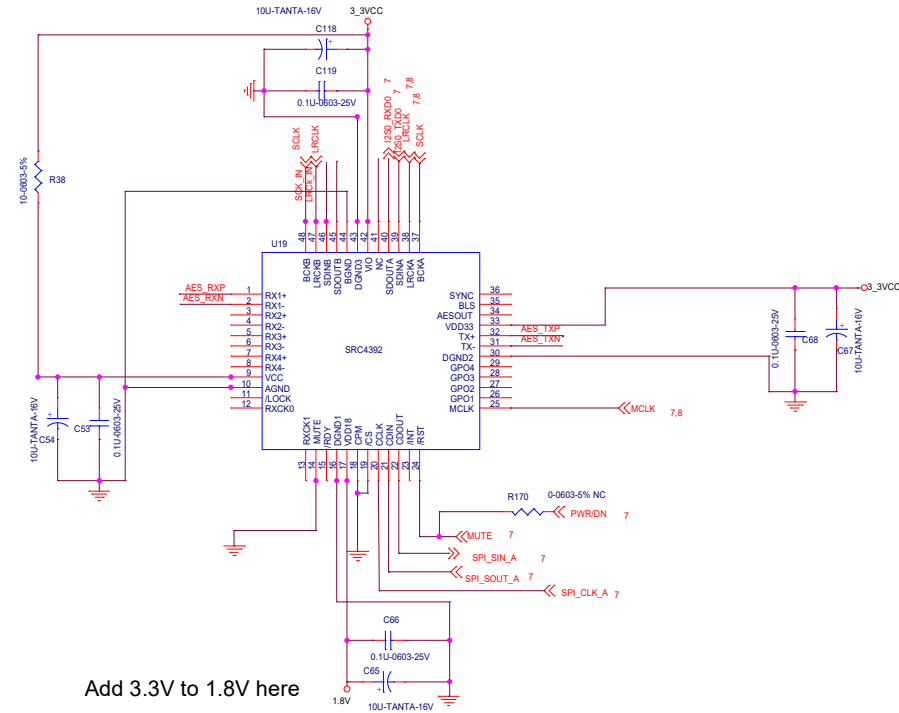 10U-TANTA-16V
3_3VCC
C118
C119
0.1U-0603-25V
10-0603-5%
R38
SCLK
LRCLK
SCK_IN
LRCK_IN
7
I2S0_RXD0
7
I2S0_TXD0
7,8
LRCLK
7,8
SCLK
48
47
46
45
44
43
42
41
40
39
38
37
U19
BCKB
LRCKB
SDINB
SDOUTB
BGND
DGND3
VIO
NC
SDOUTA
SDINA
LRCKA
BCKA
AES_RXP
1
RX1+
AES_RXN
2
RX1-
3
RX2+
4
RX2-
5
RX3+
6
RX3-
7
RX4+
8
RX4-
9
VCC
10
AGND
11
/LOCK
12
RXCK0
SRC4392
SYNC
36
BLS
35
AESOUT
34
VDD33
33
TX+
32
AES_TXP
TX-
31
AES_TXN
DGND2
30
GPO4
29
GPO3
28
GPO2
27
GPO1
26
MCLK
25
3_3VCC
0.1U-0603-25V
C68
C67
10U-TANTA-16V
MCLK 7,8
10U-TANTA-16V
C54
C53
0.1U-0603-25V
RXCK1
MUTE
/RDY
DGND1
VDD18
CPM
/CS
CCLK
CDIN
CDOUT
/INT
/RST
13
14
15
16
17
18
19
20
21
22
23
24
R170
0-0603-5% NC
PWR/DN 7
MUTE 7
SPI_SIN_A 7
SPI_SOUT_A 7
SPI_CLK_A 7
C66
0.1U-0603-25V
C65
1.8V
10U-TANTA-16V
Add 3.3V to 1.8V here